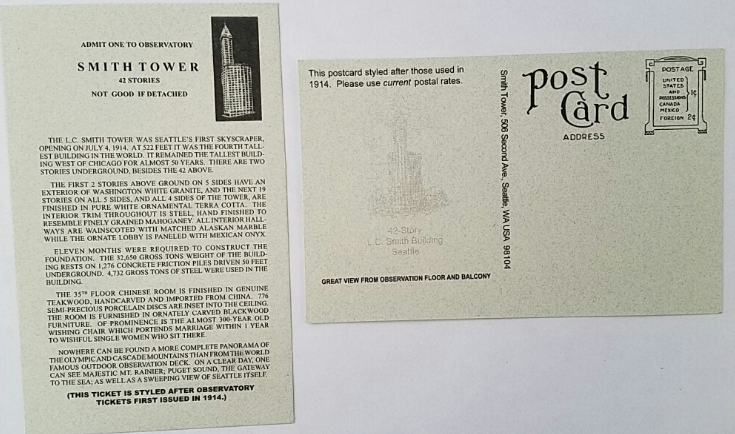 ADMIT ONE TO OBSERVATORY
SMITH TOWER
42 STORIES
NOT GOOD IF DETACHED
THE L.C. SMITH TOWER WAS SEATTLE'S FIRST SKYSCRAPER,
OPENING ON JULY 4, 1914. AT 522 FEET IT WAS THE FOURTH TALL-
EST BUILDING IN THE WORLD. IT REMAINED THE TALLEST BUILD-
ING WEST OF CHICAGO FOR ALMOST 50 YEARS. THERE ARE TWO
STORIES UNDERGROUND, BESIDES THE 42 ABOVE.
THE FIRST 2 STORIES ABOVE GROUND ON 5 SIDES HAVE AN
EXTERIOR OF WASHINGTON WHITE GRANITE, AND THE NEXT 19
STORIES ON ALL 5 SIDES, AND ALL 4 SIDES OF THE TOWER, ARE
FINISHED IN PURE WHITE ORNAMENTAL TERRA COTTA. THE
INTERIOR TRIM THROUGHOUT IS STEEL, HAND FINISHED TO
RESEMBLE FINELY GRAINED MAHOGANEY. ALL INTERIOR HALL-
WAYS ARE WAINSCOTED WITH MATCHED ALASKAN MARBLE
WHILE THE ORNATE LOBBY IS PANELED WITH MEXICAN ONYX.
ELEVEN MONTHS WERE REQUIRED TO CONSTRUCT THE
FOUNDATION. THE 32,650 GROSS TONS WEIGHT OF THE BUILD-
ING RESTS ON 1,276 CONCRETE FRICTION PILES DRIVEN 50 FEET
UNDERGROUND. 4,732 GROSS TONS OF STEEL WERE USED IN THE
BUILDING.
THE 35TH FLOOR CHINESE ROOM IS FINISHED IN GENUINE
TEAKWOOD, HANDCARVED AND IMPORTED FROM CHINA. 776
SEMI-PRECIOUS PORCELAIN DISCS ARE INSET INTO THE CEILING.
THE ROOM IS FURNISHED IN ORNATELY CARVED BLACKWOOD
FURNITURE. OF PROMINENCE IS THE ALMOST 300-YEAR OLD
WISHING CHAIR WHICH PORTENDS MARRIAGE WITHIN 1 YEAR
TO WISHFUL SINGLE WOMEN WHO SIT THERE.
NOWHERE CAN BE FOUND A MORE COMPLETE PANORAMA OF
THE OLYMPIC AND CASCADE MOUNTAINS THAN FROM THE WORLD
FAMOUS OUTDOOR OBSERVATION DECK. ON A CLEAR DAY, ONE
CAN SEE MAJESTIC MT. RAINIER; PUGET SOUND, THE GATEWAY
TO THE SEA; AS WELL AS A SWEEPING VIEW OF SEATTLE ITSELF.
(THIS TICKET IS STYLED AFTER OBSERVATORY
TICKETS FIRST ISSUED IN 1914.)
This postcard styled after those used in
1914. Please use current postal rates.
42-Story
L.C. Smith Building
Seattle
GREAT VIEW FROM OBSERVATION FLOOR AND BALCONY
Smith Tower, 506 Second Ave, Seattle, WA USA 98104
post
Card
ADDRESS
POSTAGE
UNITED
STATES
AND
POSSESSIONS
CANADA
MEXICO
1¢
FOREIGN 2¢